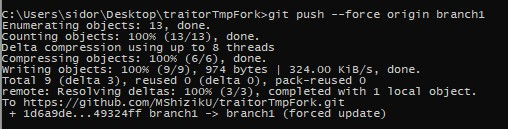 C:\Users\sidor\Desktop\traitorTmpFork>git push --force origin branch1
Enumerating objects: 13, done.
Counting objects: 100% (13/13), done.
Delta compression using up to 8 threads
Compressing objects: 100% (6/6), done.
Writing objects: 100% (9/9), 974 bytes | 324.00 KiB/s, done.
Total 9 (delta 3), reused 0 (delta 0), pack-reused 0
remote: Resolving deltas: 100% (3/3), completed with 1 local object.
To https://github.com/MShizikU/traitorTmpFork.git
 + 1d6a9de...49324ff branch1 -> branch1 (forced update)